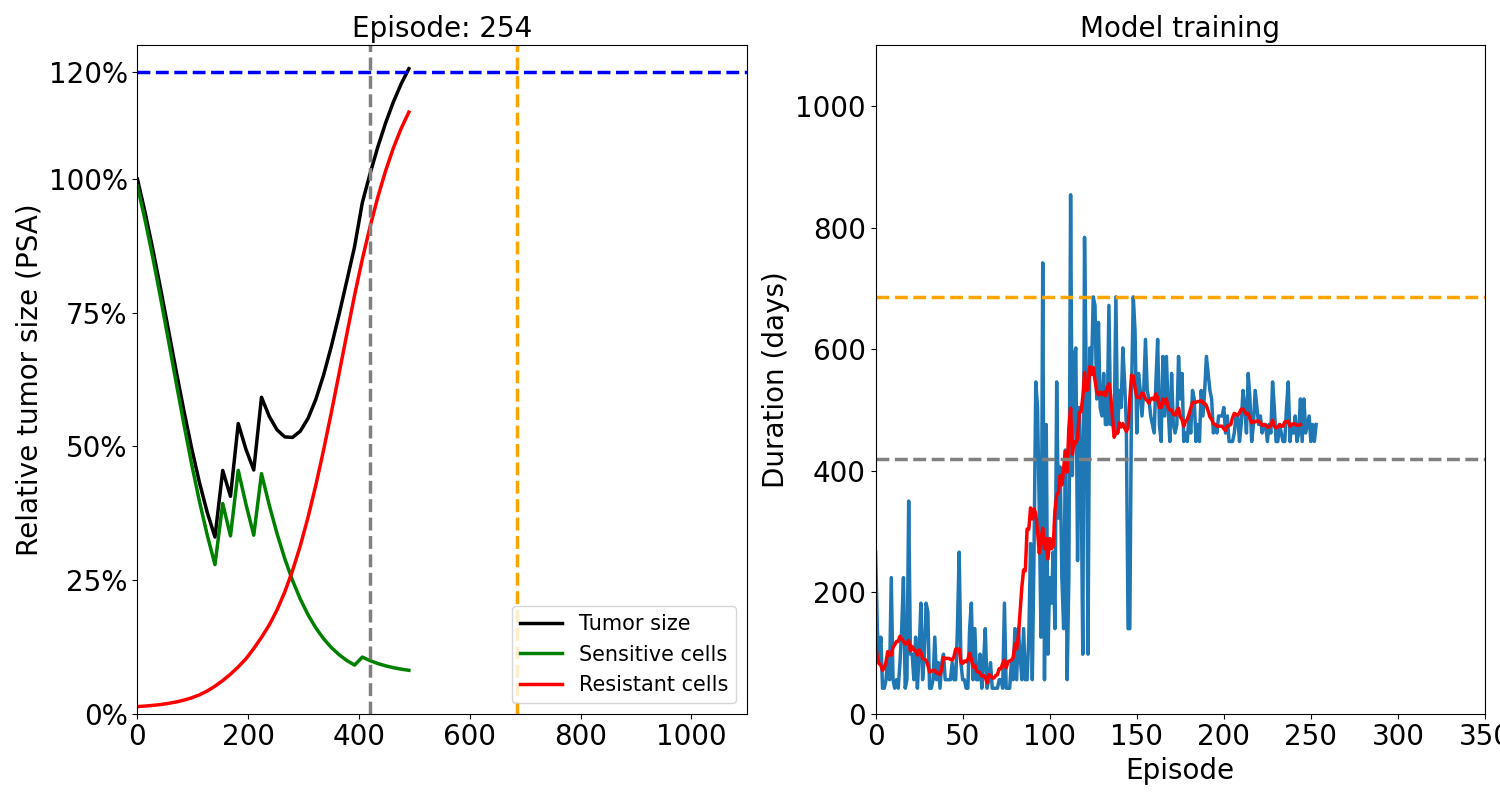 Episode: 254
Relative tumor size (PSA)
120%
100%
75%
50%
25%
0%
0 200 400 600 800 1000
Tumor size
Sensitive cells
Resistant cells
Model training
Duration (days)
1000
800
600
400
200
0
0 50 100 150 200 250 300 350
Episode